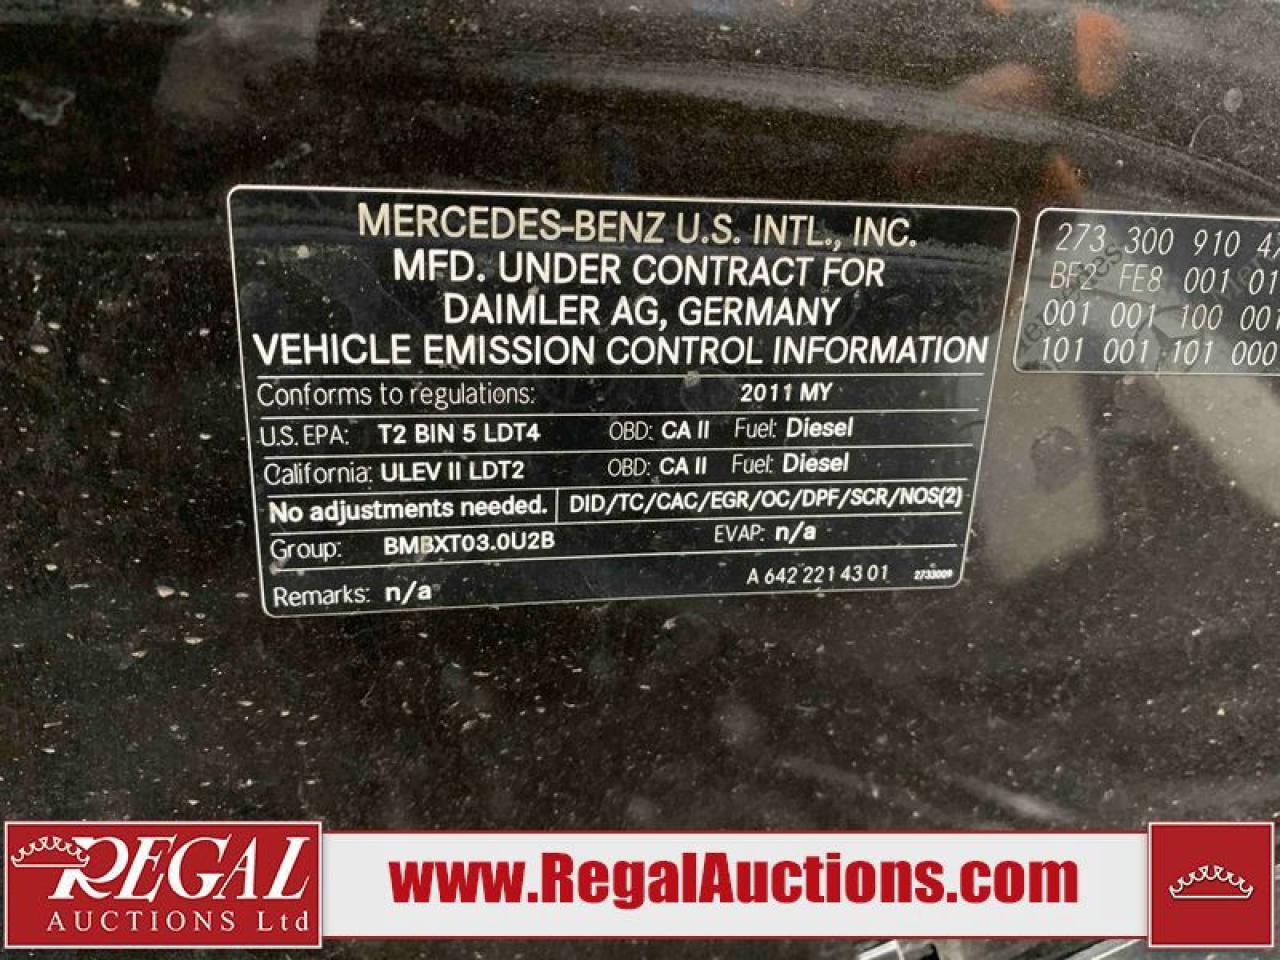 MERCEDES-BENZ U.S. INTL., INC.
MFD. UNDER CONTRACT FOR
DAIMLER AG, GERMANY
VEHICLE EMISSION CONTROL INFORMATION
Conforms to regulations: 2011 MY
U.S. EPA: T2 BIN 5 LDT4 OBD: CA II Fuel: Diesel
California: ULEV II LDT2 OBD: CA II Fuel: Diesel
No adjustments needed. DID/TC/CAC/EGR/OC/DPF/SCR/NOS(2)
Group: BMBXT03.0U2B EVAP: n/a
Remarks: n/a A 642 221 43 01 2733009
273 300 910
BF2 FE8 001 01
001 001 100 001
101 001 101 000
REGAL
AUCTIONS Ltd
www.RegalAuctions.com